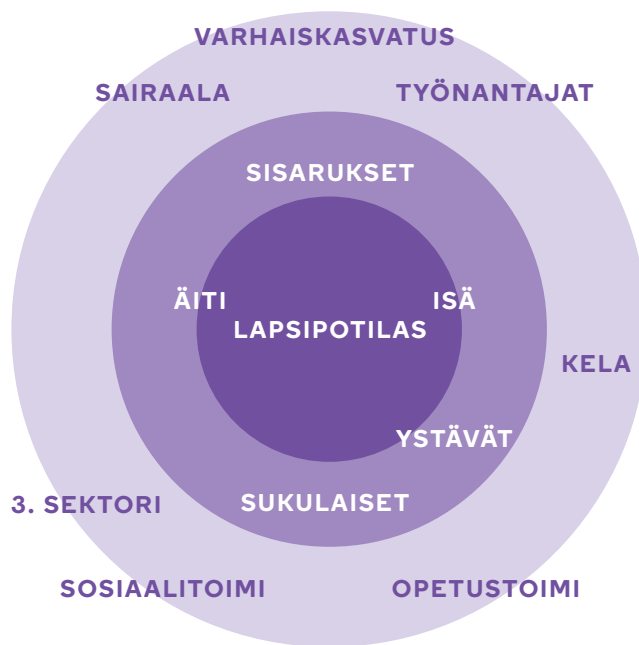 VARHAISKASVATUS
SAIRAALA
TYÖNANTAJAT
SISARUKSET
ÄITI
ISÄ
LAPSIPOTILAS
KELA
YSTÄVÄT
SUKULAISET
3. SEKTORI
SOSIAALITOIMI
OPETUSTOIMI